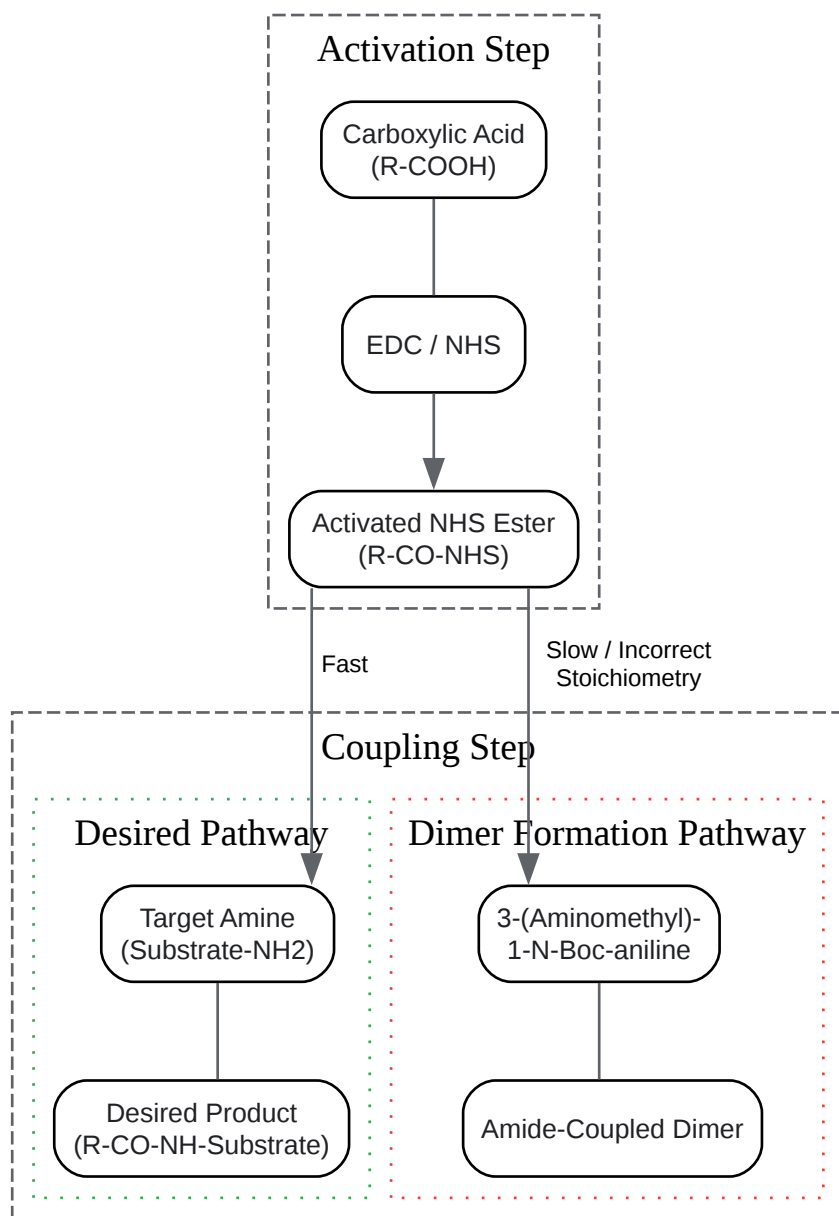 Activation Step
Carboxylic Acid
(R-COOH)
EDC / NHS
Activated NHS Ester
(R-CO-NHS)
Fast
Slow / Incorrect
Stoichiometry
Coupling Step
Desired Pathway
Dimer Formation Pathway
Target Amine
(Substrate-NH2)
3-(Aminomethyl)-
1-N-Boc-aniline
Desired Product
(R-CO-NH-Substrate)
Amide-Coupled Dimer